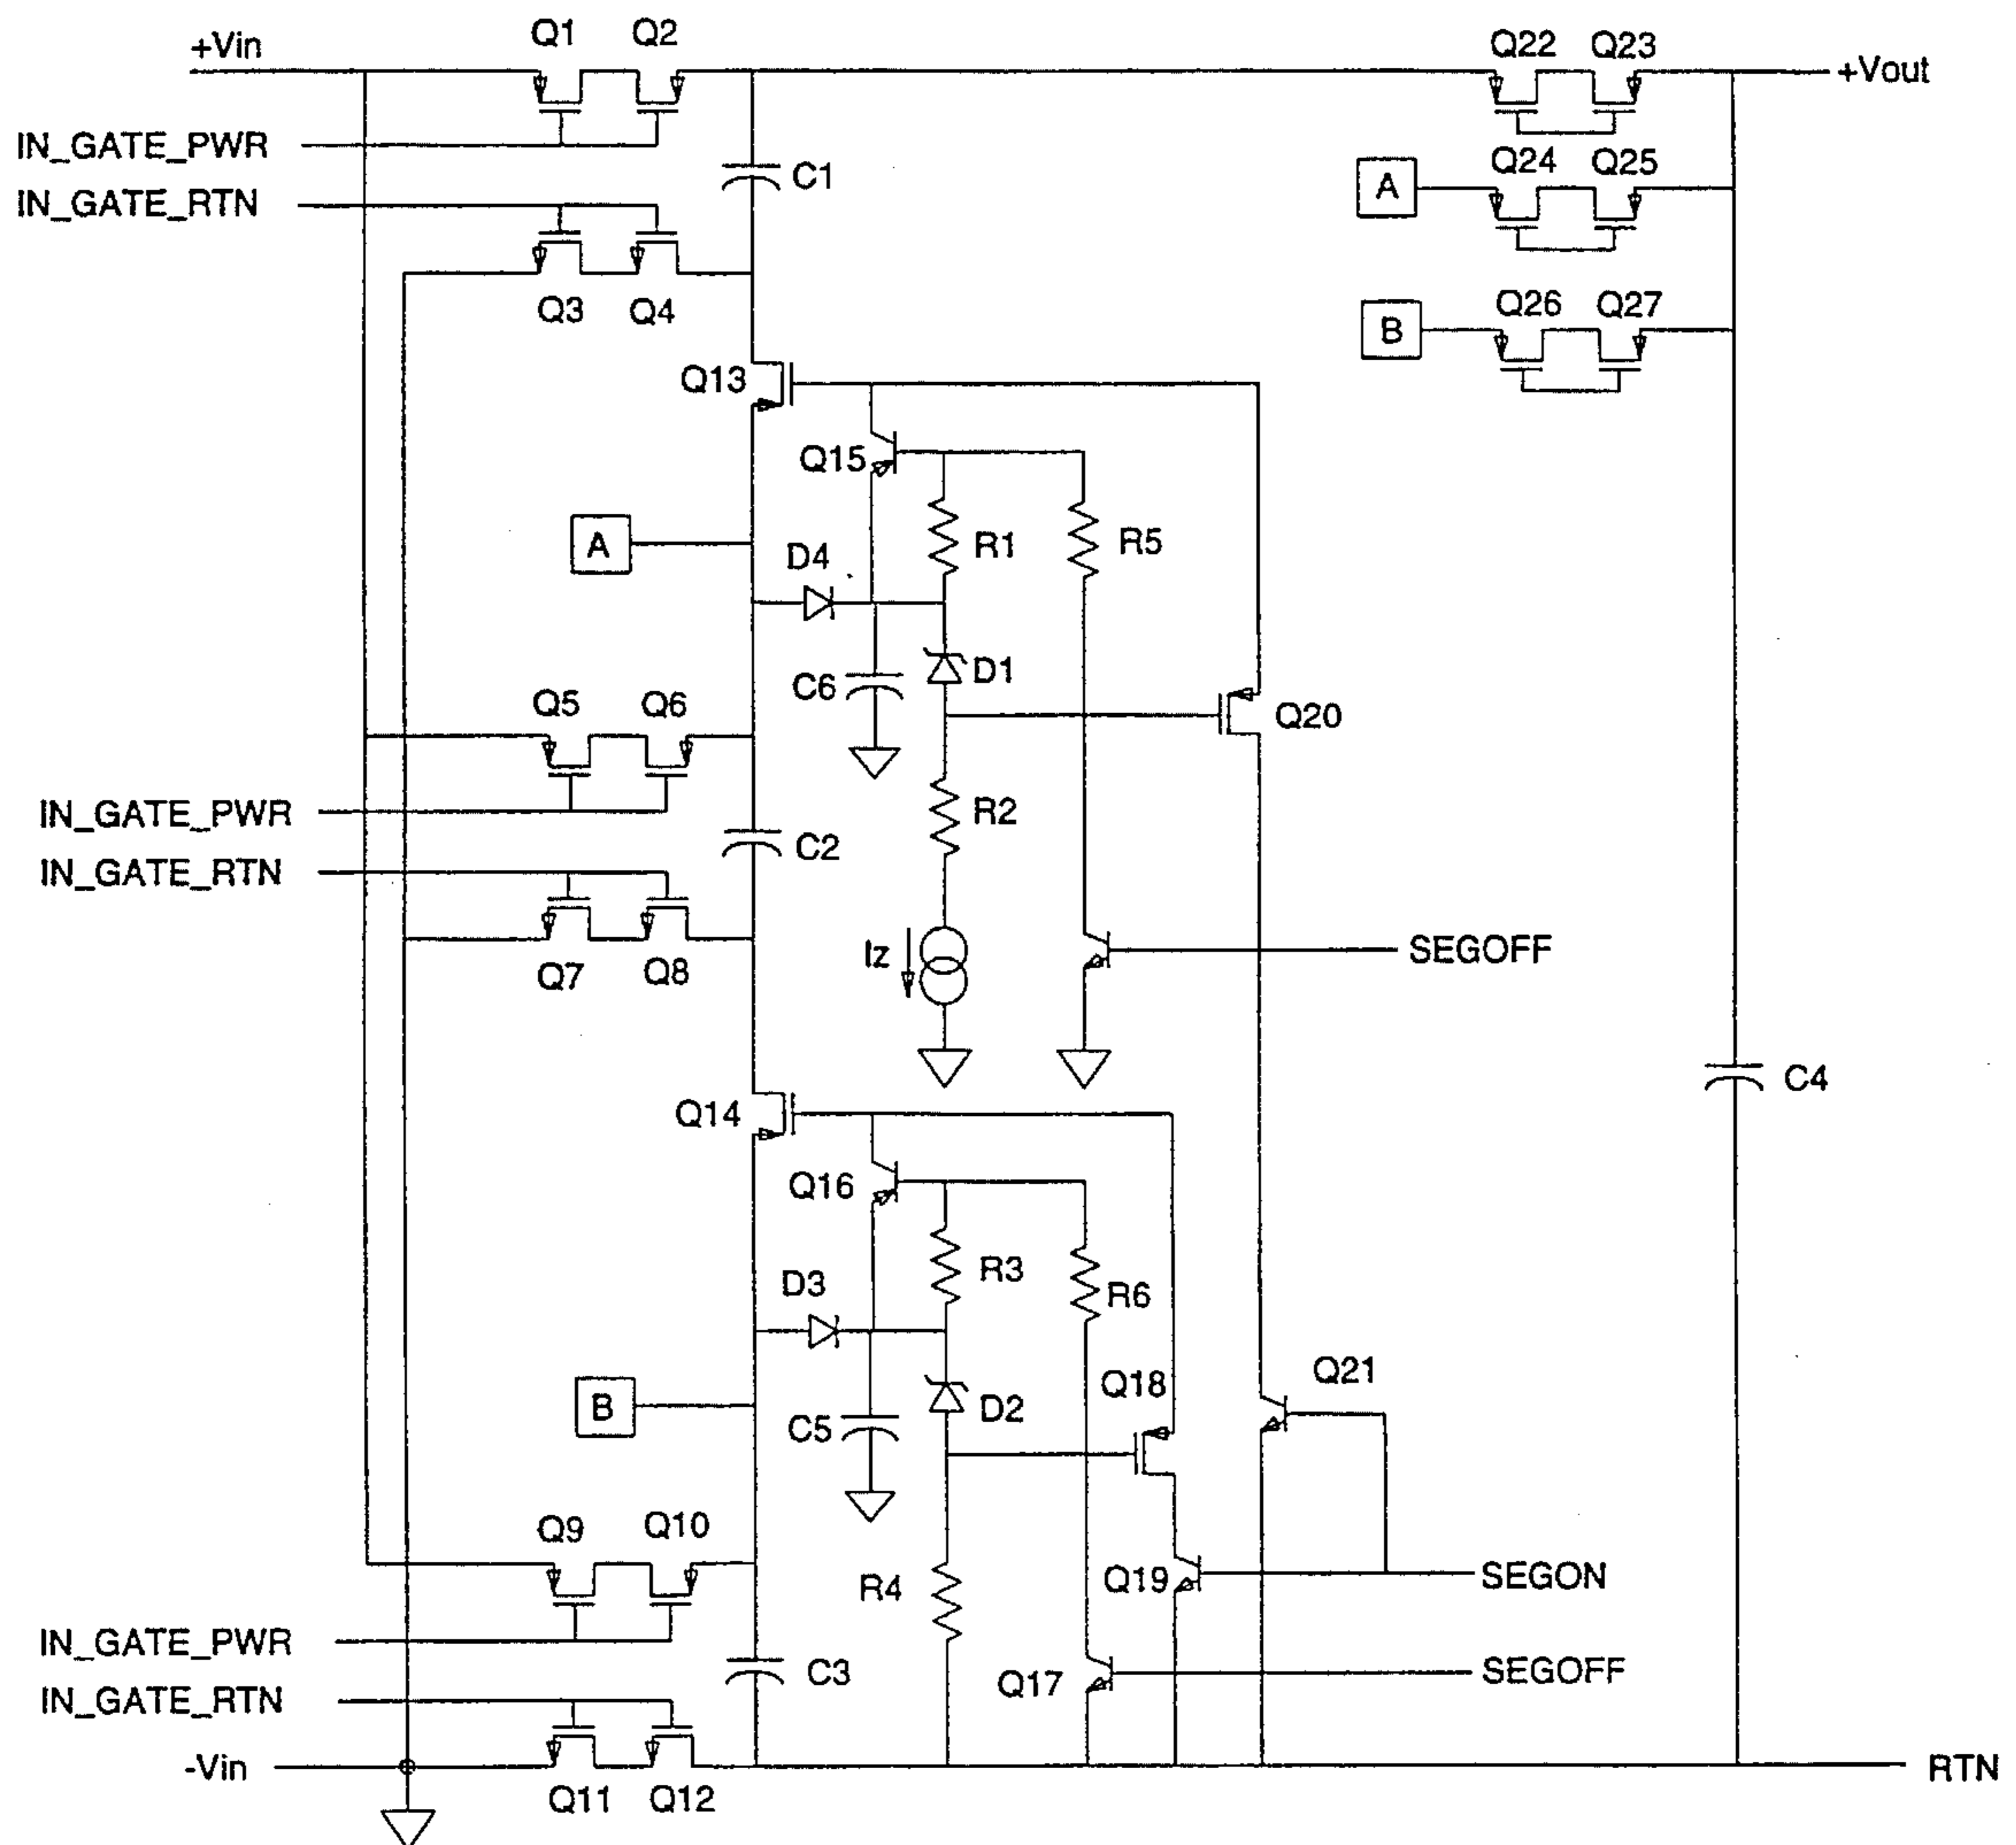 Q1 Q2 Q22 Q23
+Vin +Vout
IN_GATE_PWR
C1 Q24 Q25
A
IN_GATE_RTN
Q3 Q4 Q26 Q27
B
Q13
Q15
A D4 R1 R5
C6 D1
Q5 Q6 Q20
IN_GATE_PWR R2
C2
IN_GATE_RTN
Q7 Q8 Iz SEGOFF
C4
Q14
Q16
D3 R3 R6
Q18 Q21
B C5 D2
Q9 Q10
R4 Q19 SEGON
IN_GATE_PWR
C3 Q17 SEGOFF
IN_GATE_RTN
-Vin RTN
Q11 Q12